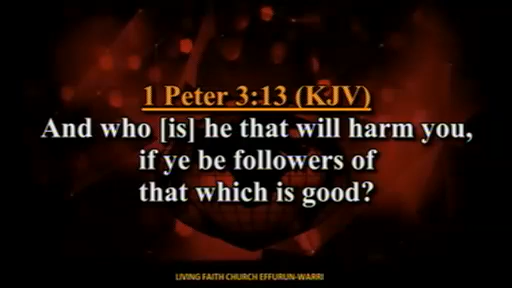 1 Peter 3:13 (KJV)
And who [is] he that will harm you,
if ye be followers of
that which is good?
LIVING FAITH CHURCH EFFURUN-WARRI